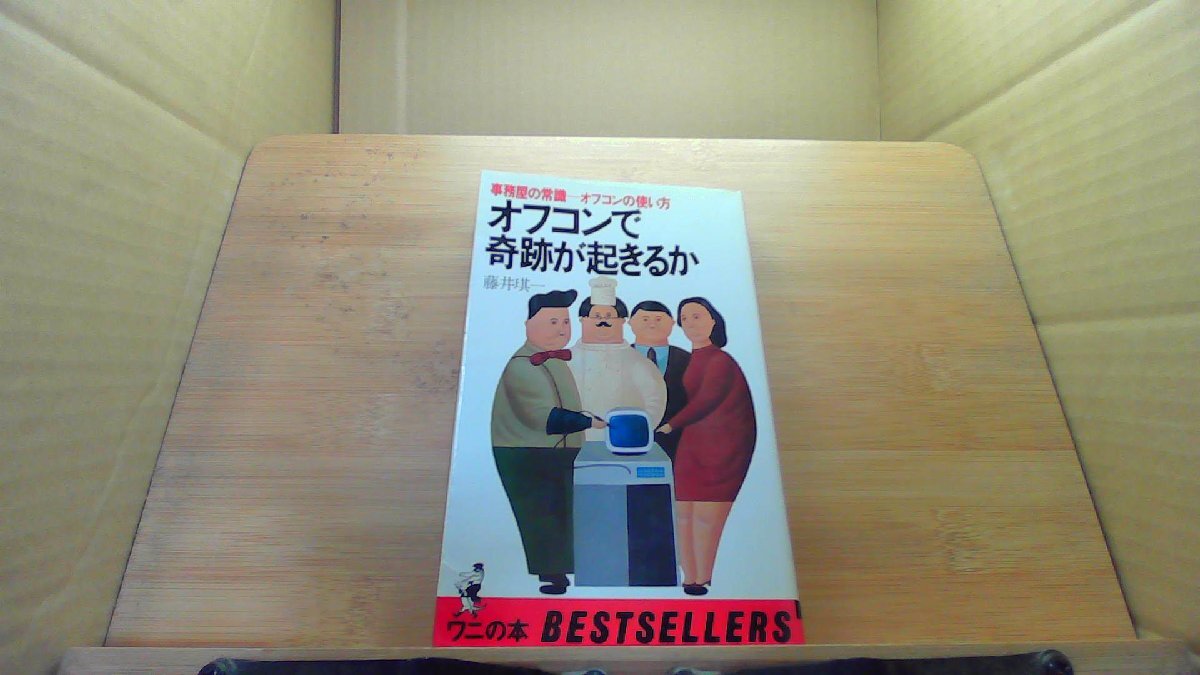 事務屋の常識―オフコンの使い方
オフコンで
奇跡が起きるか
藤井琪一
ワニの本 BESTSELLERS